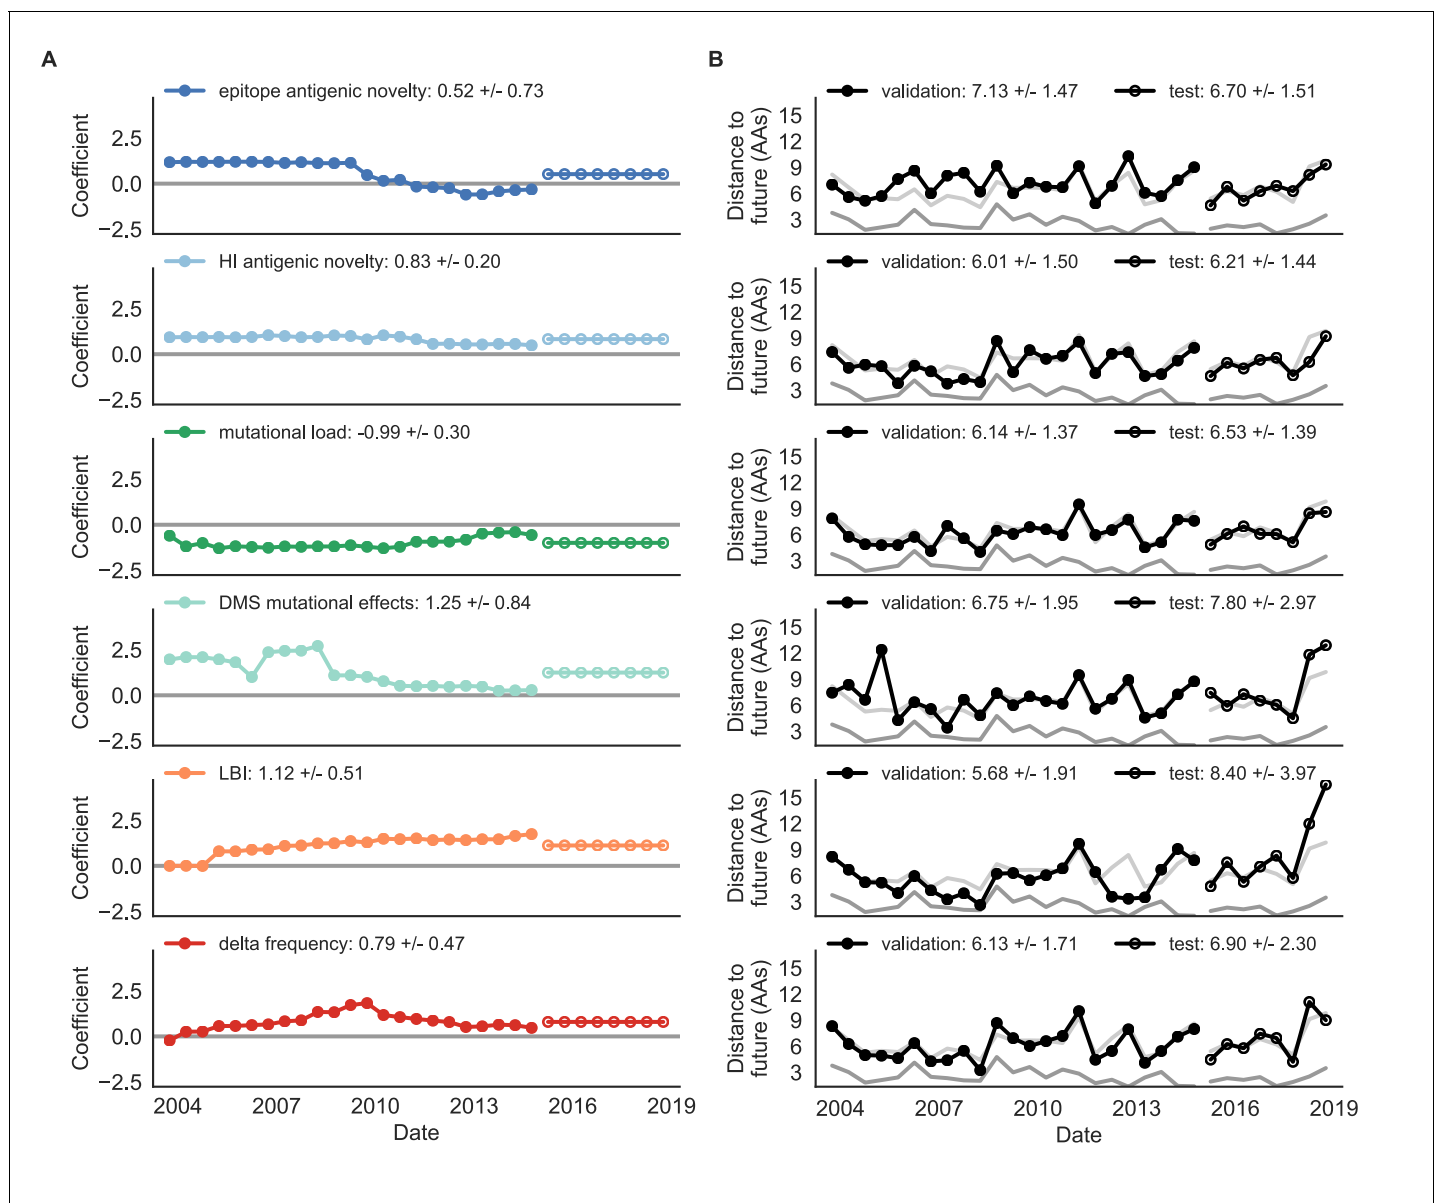 A
B
epitope antigenic novelty: 0.52 +/- 0.73
validation: 7.13 +/- 1.47
test: 6.70 +/- 1.51
Coefficient
2.5
0.0
−2.5
Distance to
future (AAs)
15
12
9
6
3
HI antigenic novelty: 0.83 +/- 0.20
validation: 6.01 +/- 1.50
test: 6.21 +/- 1.44
Coefficient
2.5
0.0
−2.5
Distance to
future (AAs)
15
12
9
6
3
mutational load: -0.99 +/- 0.30
validation: 6.14 +/- 1.37
test: 6.53 +/- 1.39
Coefficient
2.5
0.0
−2.5
Distance to
future (AAs)
15
12
9
6
3
DMS mutational effects: 1.25 +/- 0.84
validation: 6.75 +/- 1.95
test: 7.80 +/- 2.97
Coefficient
2.5
0.0
−2.5
Distance to
future (AAs)
15
12
9
6
3
LBI: 1.12 +/- 0.51
validation: 5.68 +/- 1.91
test: 8.40 +/- 3.97
Coefficient
2.5
0.0
−2.5
Distance to
future (AAs)
15
12
9
6
3
delta frequency: 0.79 +/- 0.47
validation: 6.13 +/- 1.71
test: 6.90 +/- 2.30
Coefficient
2.5
0.0
−2.5
Distance to
future (AAs)
15
12
9
6
3
2004 2007 2010 2013 2016 2019
Date
2004 2007 2010 2013 2016 2019
Date